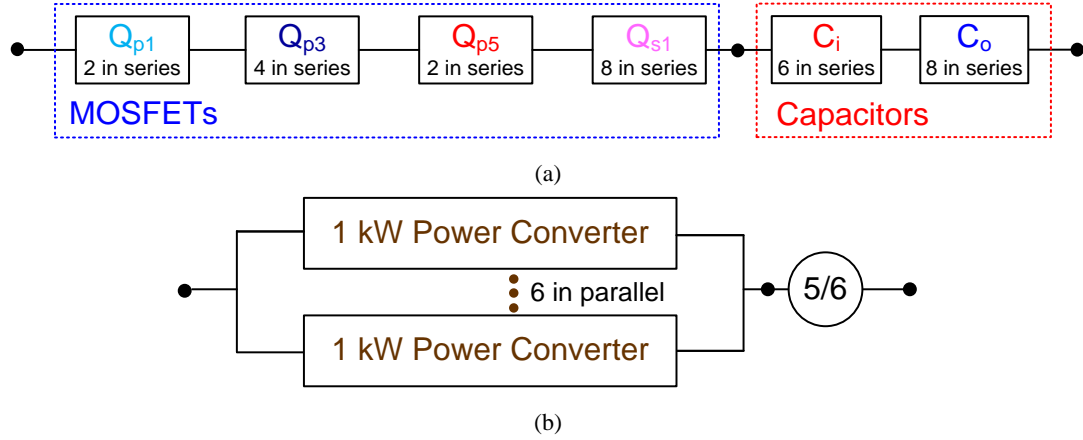 Qp1 Qp3 Qp5 Qs1 Ci Co
2 in series 4 in series 2 in series 8 in series 6 in series 8 in series
MOSFETs Capacitors
(a)
1 kW Power Converter
6 in parallel 5/6
1 kW Power Converter
(b)